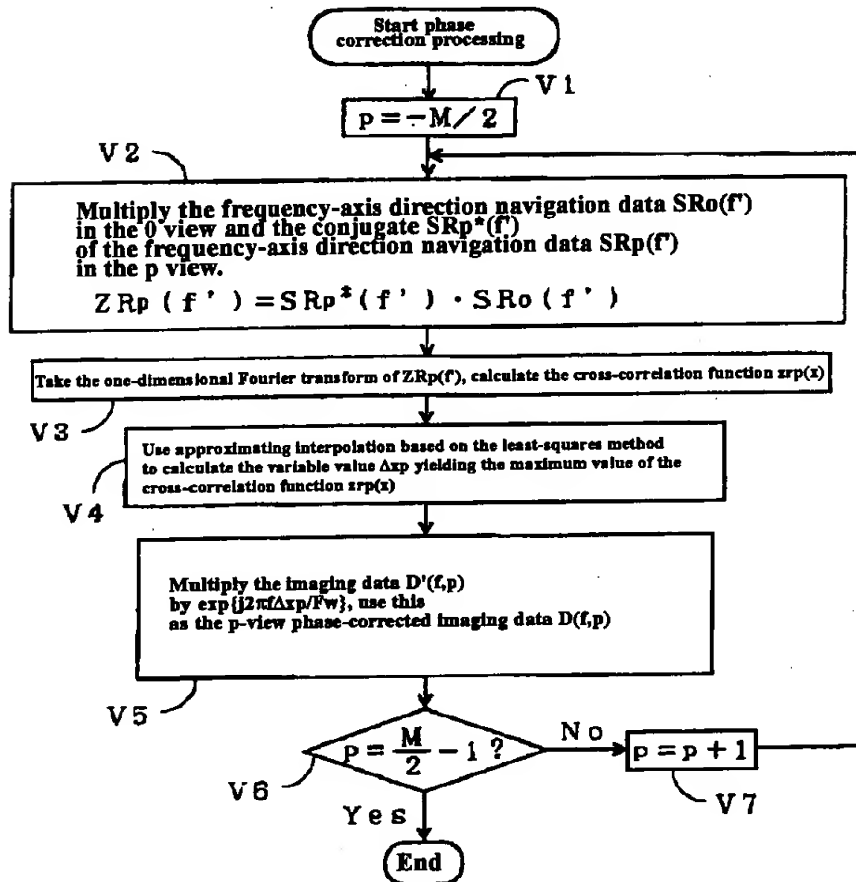 Start phase
correction processing
V1
p=-M/2
V2
Multiply the frequency-axis direction navigation data SRo(f')
in the 0 view and the conjugate SRp*(f')
of the frequency-axis direction navigation data SRp(f')
in the p view.
ZRp(f')=SRp*(f')·SRo(f')
Take the one-dimensional Fourier transform of ZRp(f'), calculate the cross-correlation function zrp(x)
V3
Use approximating interpolation based on the least-squares method
to calculate the variable value Δxp yielding the maximum value of the
cross-correlation function zrp(x)
V4
Multiply the imaging data D'(f,p)
by exp{j2πfΔxp/Fw}, use this
as the p-view phase-corrected imaging data D(f,p)
V5
p=M/2-1?
No
p=p+1
V6
V7
Yes
End